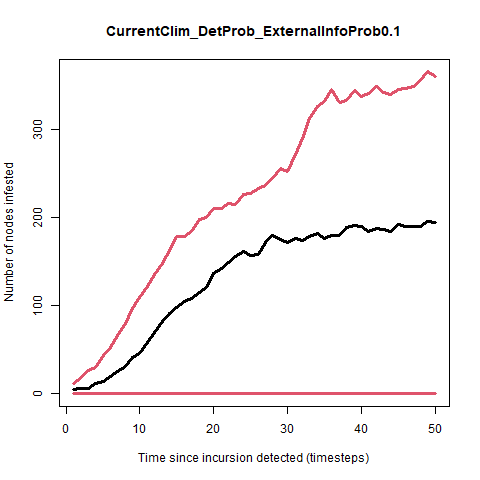 CurrentClim_DetProb_ExternalInfoProb0.1
Number of nodes infested
300
200
100
0
0 10 20 30 40 50
Time since incursion detected (timesteps)